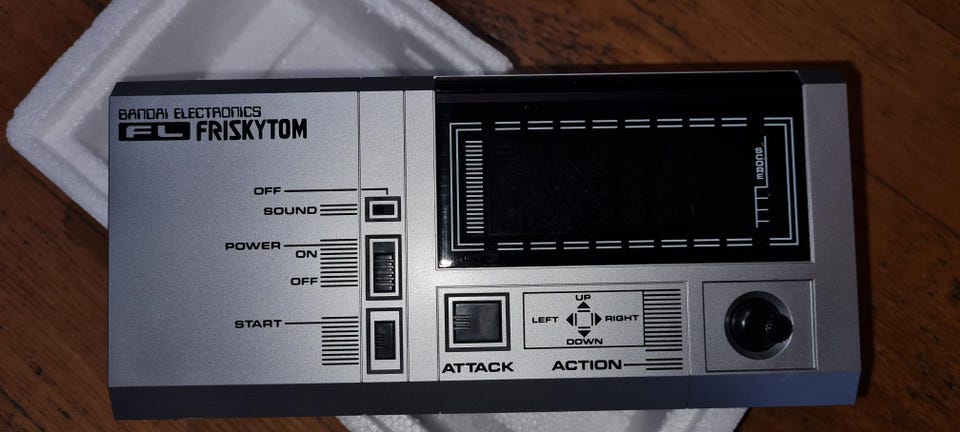 BANDAI ELECTRONICS
FL FRISKYTOM
OFF
SOUND
POWER
ON
OFF
START
SCORE
ATTACK
UP
LEFT RIGHT
DOWN
ACTION